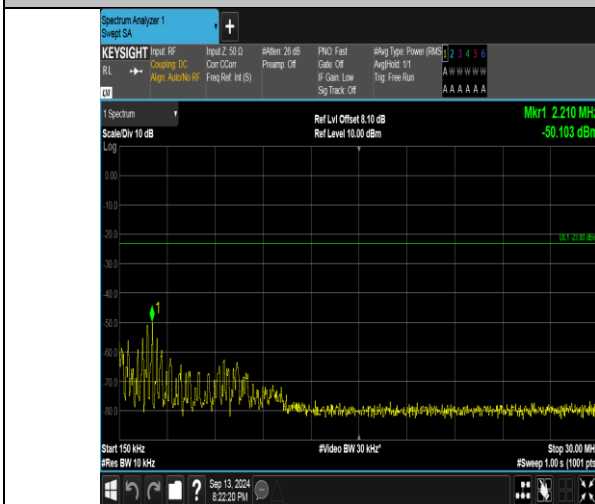 Spectrum Analyzer 1
Swept SA
+
KEYSIGHT Input: RF Input Z: 50 Ω #Atten: 26 dB PNO: Fast #Avg Type: Power (RMS 1 2 3 4 5 6
RL Coupling: DC Corr CCorr Preamp: Off Gate: Off Avg|Hold: 1/1 A W W W W W
Align: Auto/No RF Freq Ref: Int (S) IF Gain: Low Trig: Free Run
Sig Track: Off A A A A A A
LXI
1 Spectrum Ref Lvl Offset 8.10 dB Mkr1 2.210 MHz
Scale/Div 10 dB Ref Level 10.00 dBm -50.103 dBm
Log
0.00
-10.0
-20.0
DL1 -23.00 dBm
-30.0
-40.0
1
-50.0
-60.0
-70.0
-80.0
Start 150 kHz #Video BW 30 kHz* Stop 30.00 MHz
#Res BW 10 kHz #Sweep 1.00 s (1001 pts
? Sep 13, 2024
8:22:20 PM